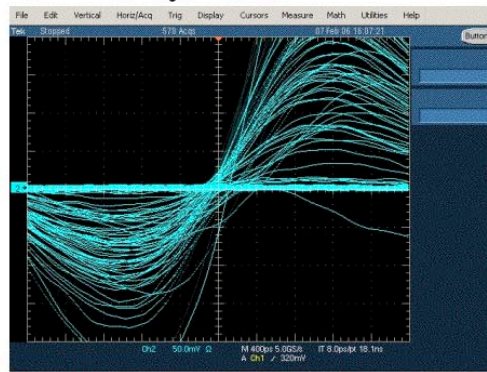 File Edit Vertical Horiz/Acq Trig Display Cursors Measure Math Utilities Help
Tek Stopped 578 Acqs 07 Feb 06 16:07:21
Button
Ch2 50.0mV Ω M 400ps 5.0GS/s IT 8.0ps/pt 18.1ns
A Ch1 / 320mV